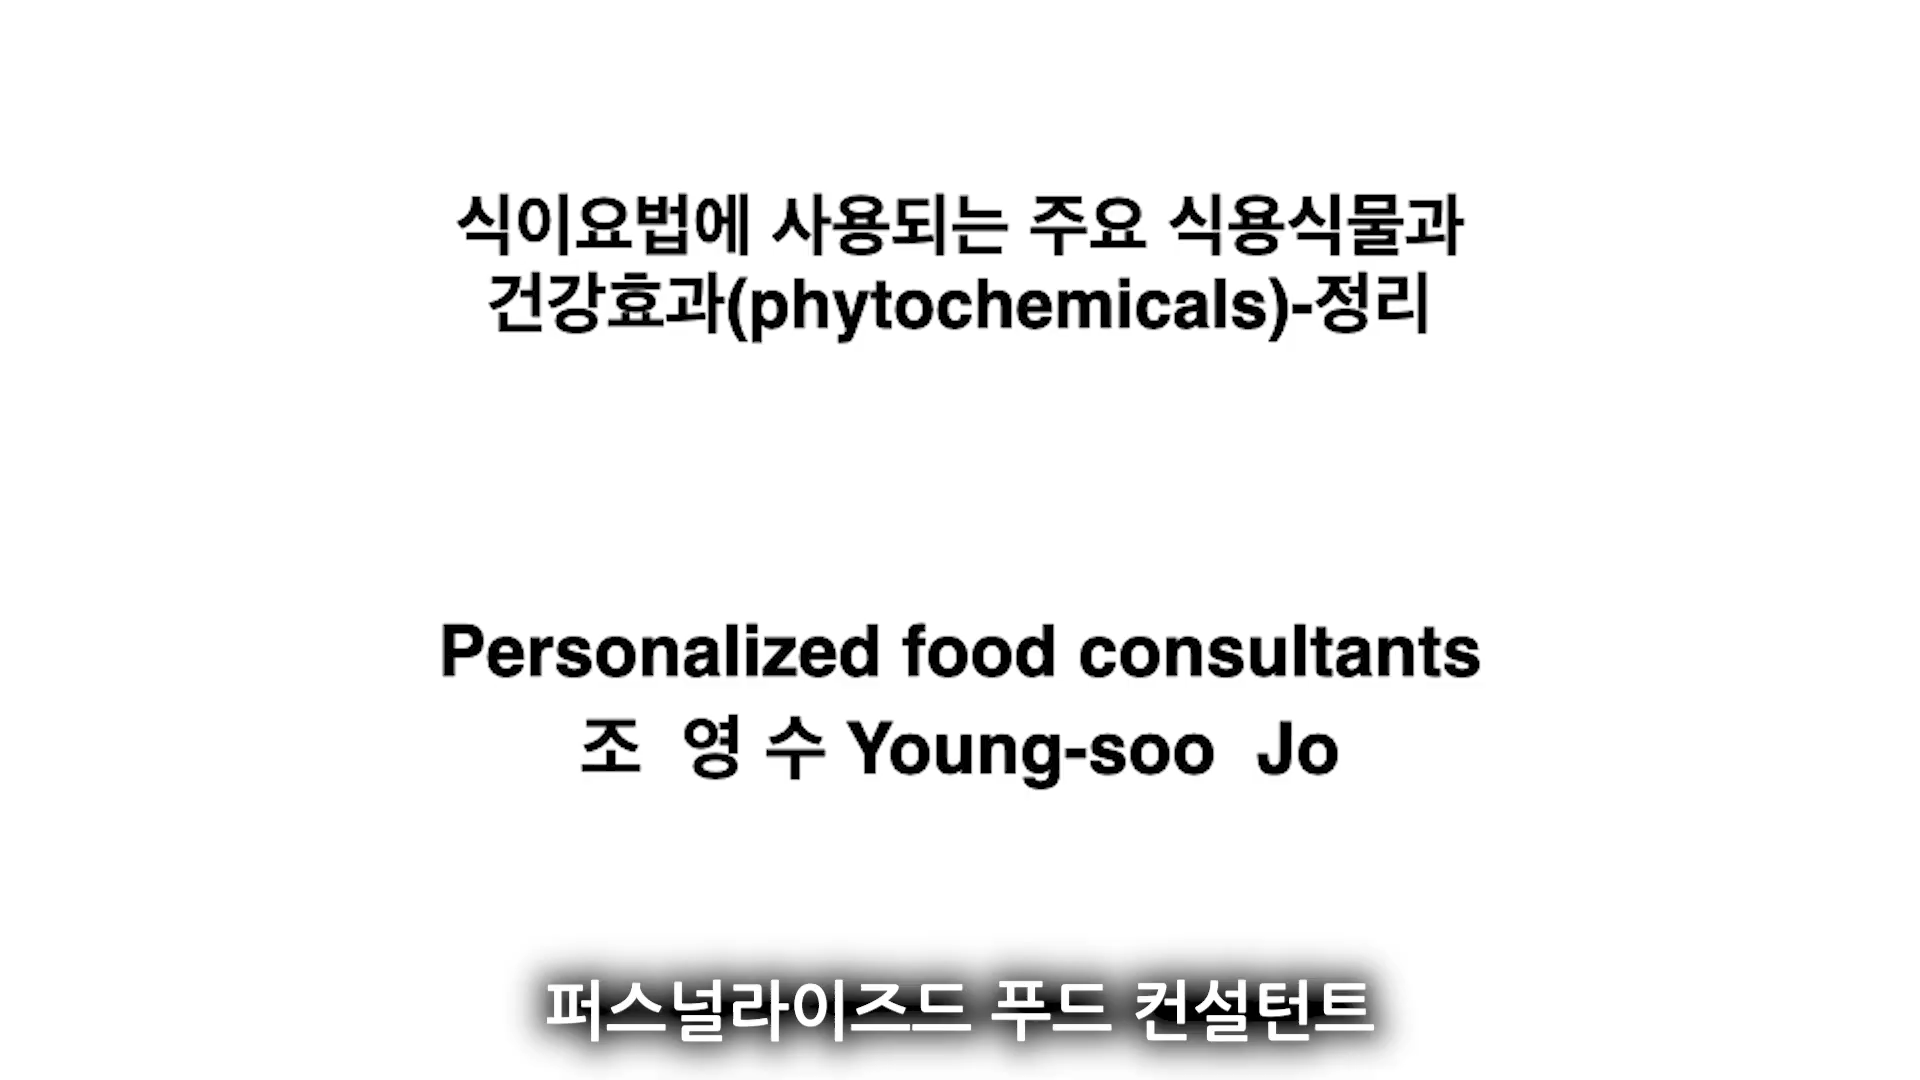 식이요법에 사용되는 주요 식용식물과
건강효과(phytochemicals)-정리
Personalized food consultants
조 영 수 Young-soo Jo
퍼스널라이즈드 푸드 컨설턴트